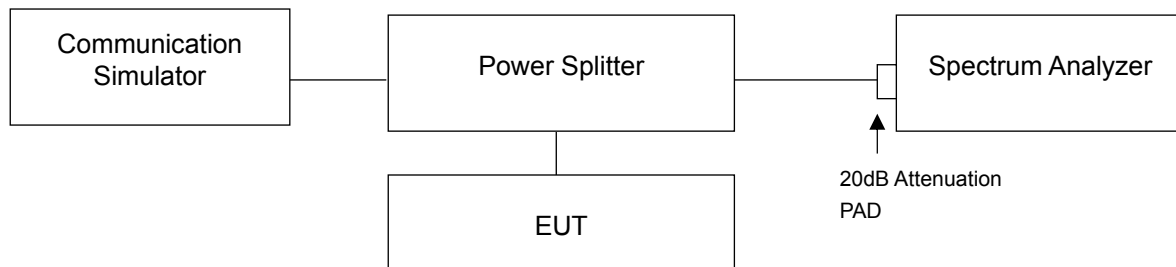 Communication
Simulator
Power Splitter
Spectrum Analyzer
20dB Attenuation
PAD
EUT